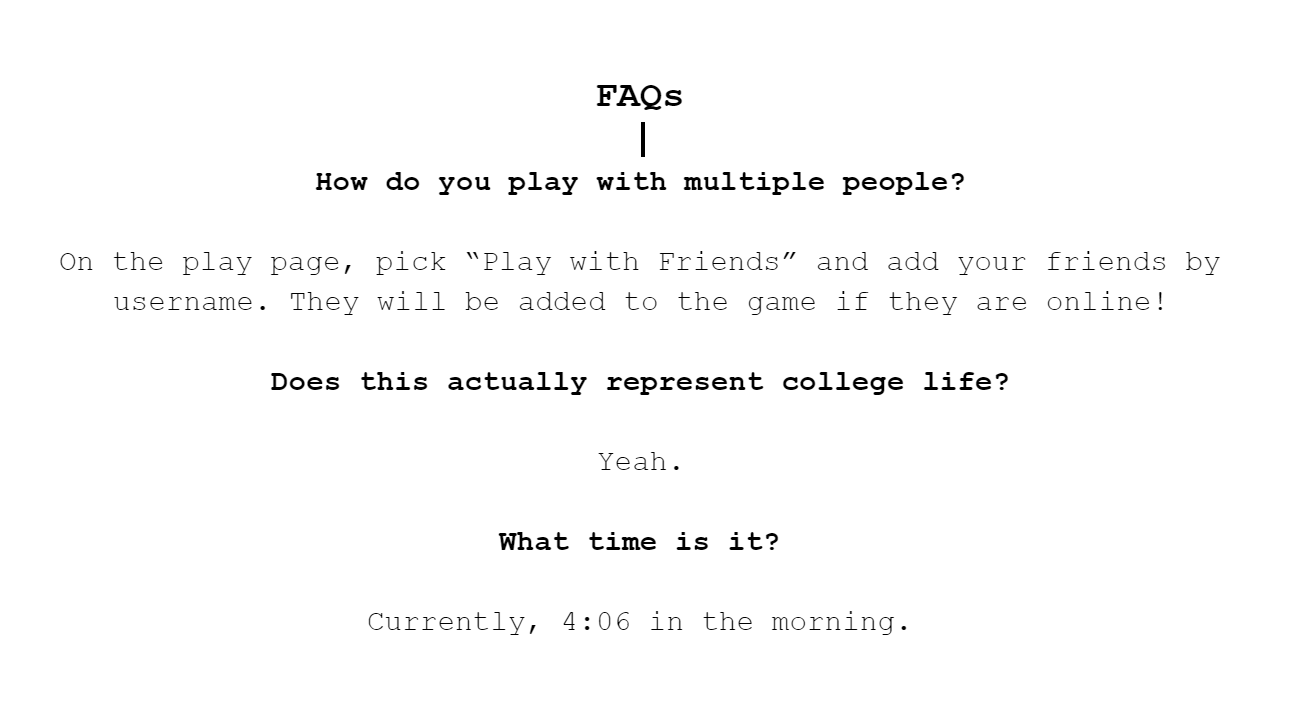 FAQs
How do you play with multiple people?
On the play page, pick “Play with Friends” and add your friends by
username. They will be added to the game if they are online!
Does this actually represent college life?
Yeah.
What time is it?
Currently, 4:06 in the morning.